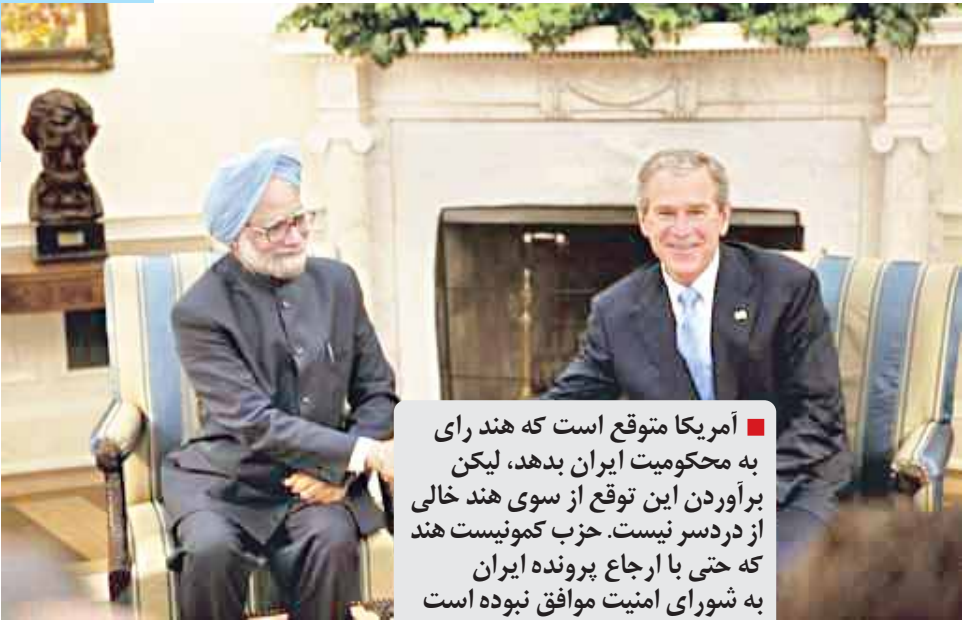 ■ آمریکا متوقع است که هند رای
به محکومیت ایران بدهد، لیکن
برآوردن این توقع از سوی هند خالی
از دردسر نیست. حزب کمونیست هند
که حتی با ارجاع پرونده ایران
به شورای امنیت موافق نبوده است